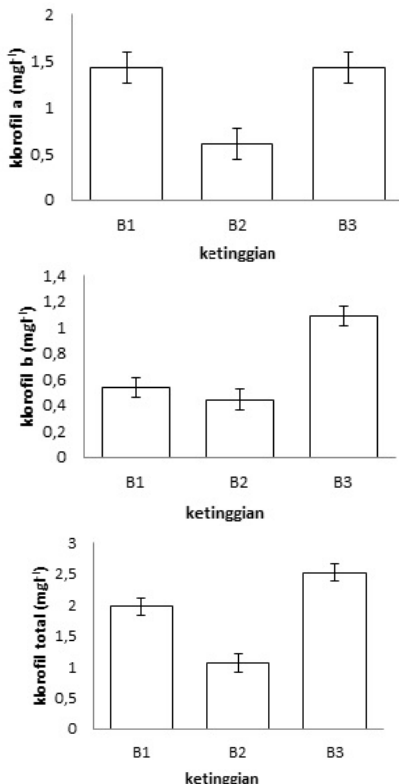 klorofil a (mgl-1)
2
1,5
1
0,5
0
B1 B2 B3
ketinggian
klorofil b (mgl-1)
1,4
1,2
1
0,8
0,6
0,4
0,2
0
B1 B2 B3
ketinggian
klorofil total (mgl-1)
3
2,5
2
1,5
1
0,5
0
B1 B2 B3
ketinggian